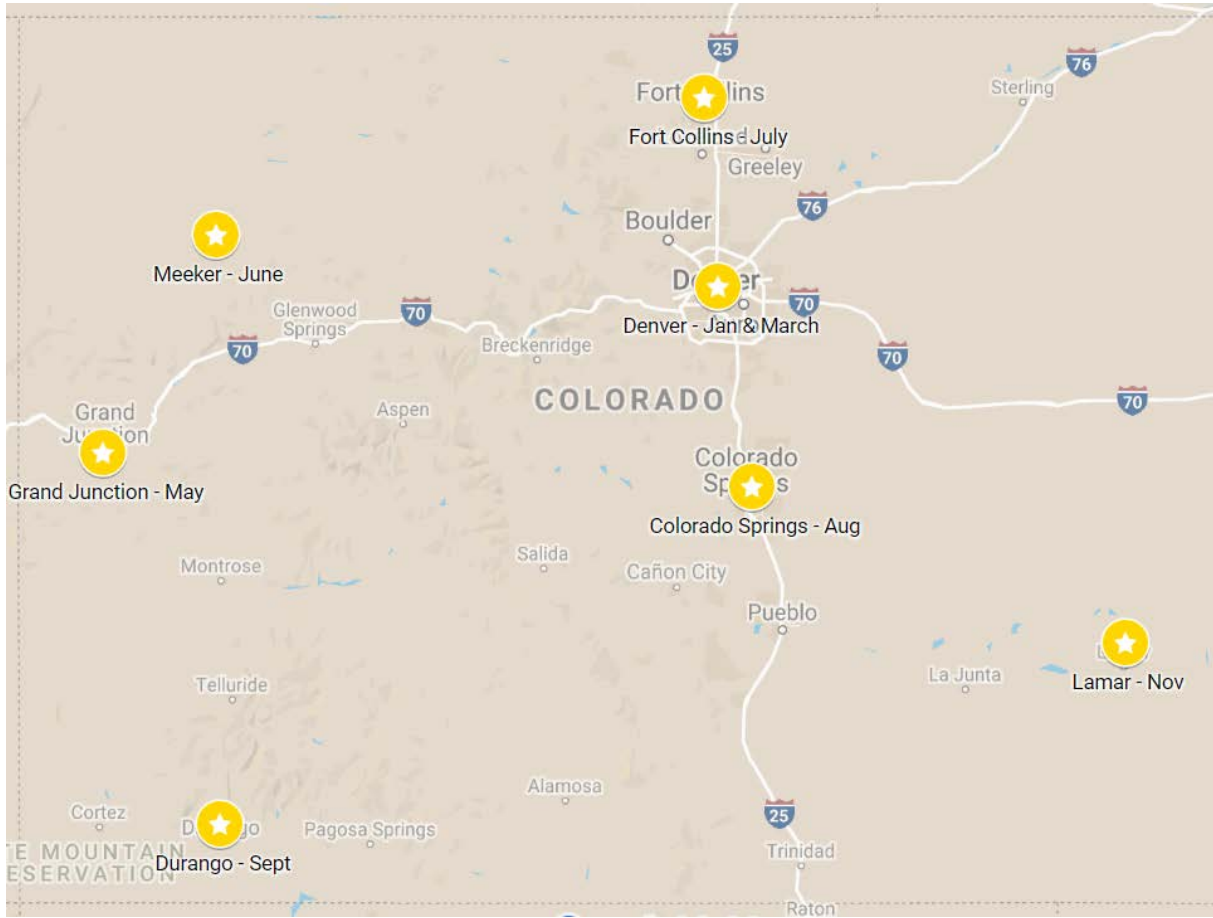 25
76
Sterling
Fort Collins - July
Greeley
76
Boulder
Meeker - June
Denver - Jan & March
Glenwood
Springs
70
70
70
70
70
Breckenridge
COLORADO
Aspen
Grand
Junction
Grand Junction - May
Colorado
Springs
Colorado Springs - Aug
Salida
Montrose
Cañon City
Pueblo
La Junta
Lamar - Nov
Telluride
Alamosa
25
Cortez
Pagosa Springs
Durango - Sept
MOUNTAIN
Trinidad
Raton